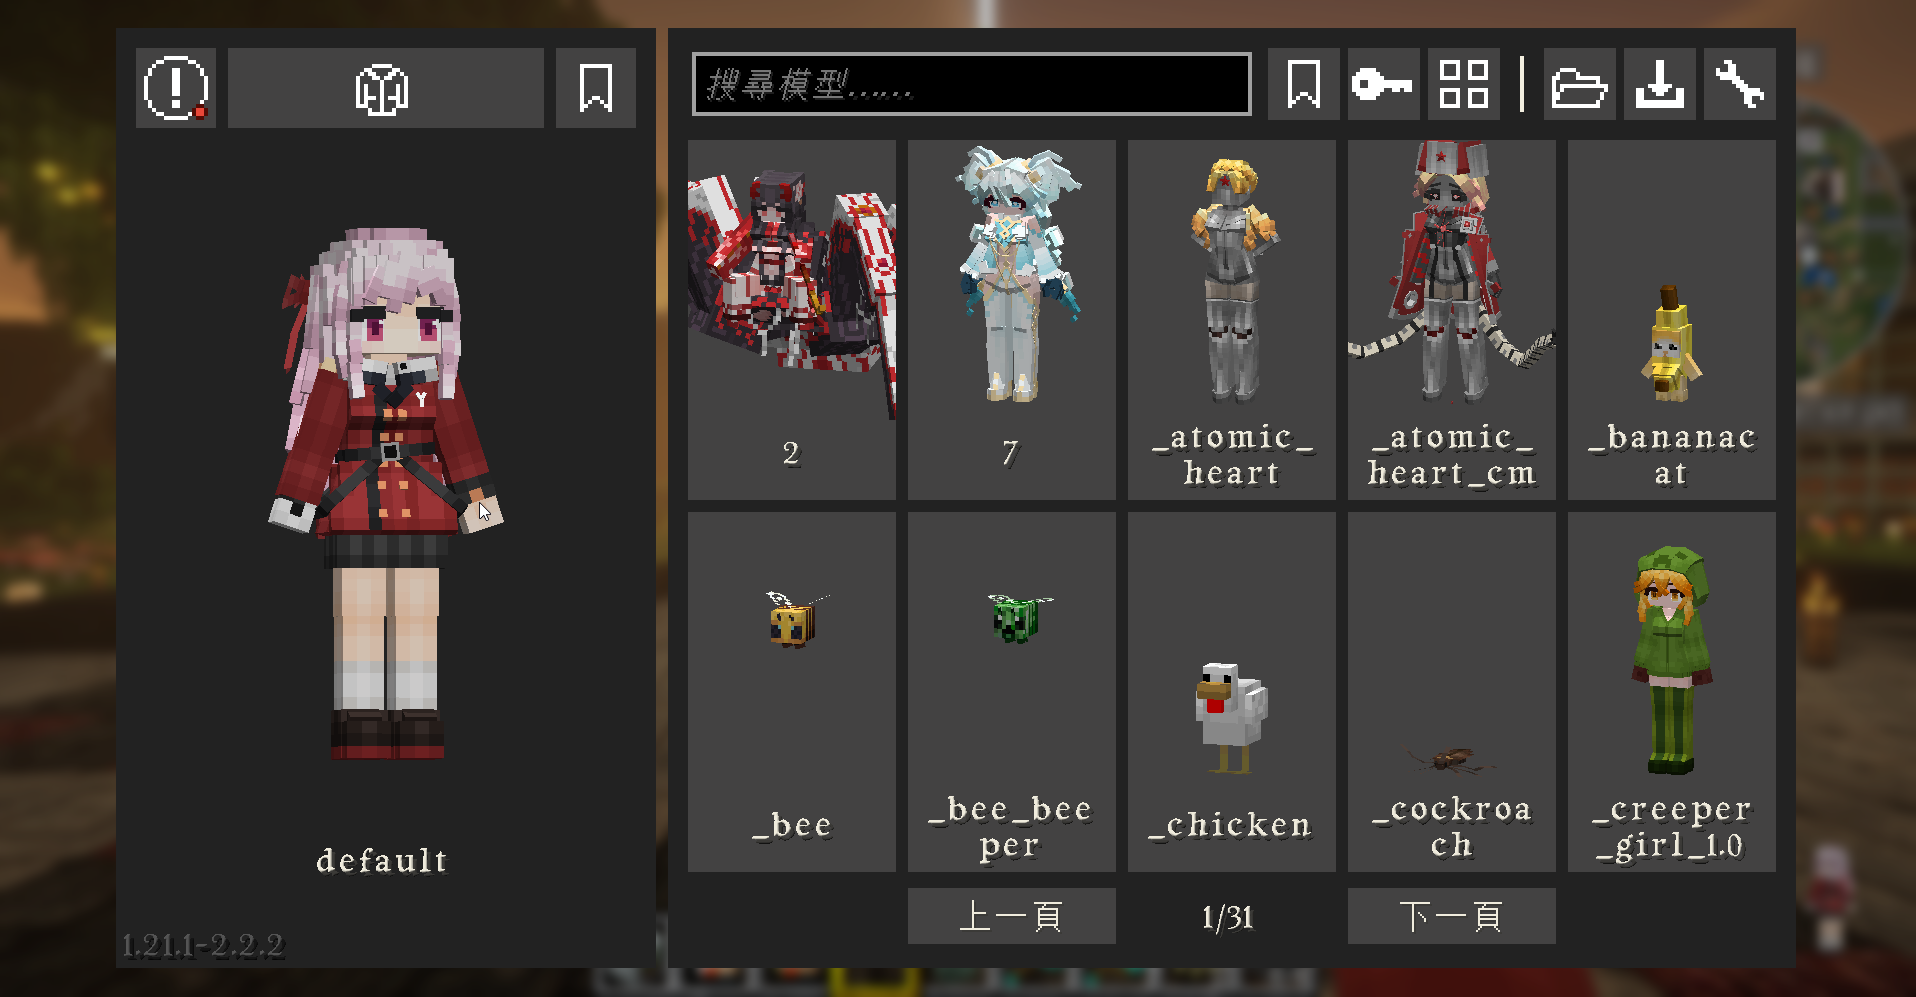 搜尋模型......
Y
2
7
_atomic_
heart
_atomic_
heart_cm
_bananac
at
_bee
_bee_bee
per
_chicken
_cockroa
ch
_creeper
_girl_1.0
default
上一頁
1/31
下一頁
1.21.1-2.2.2